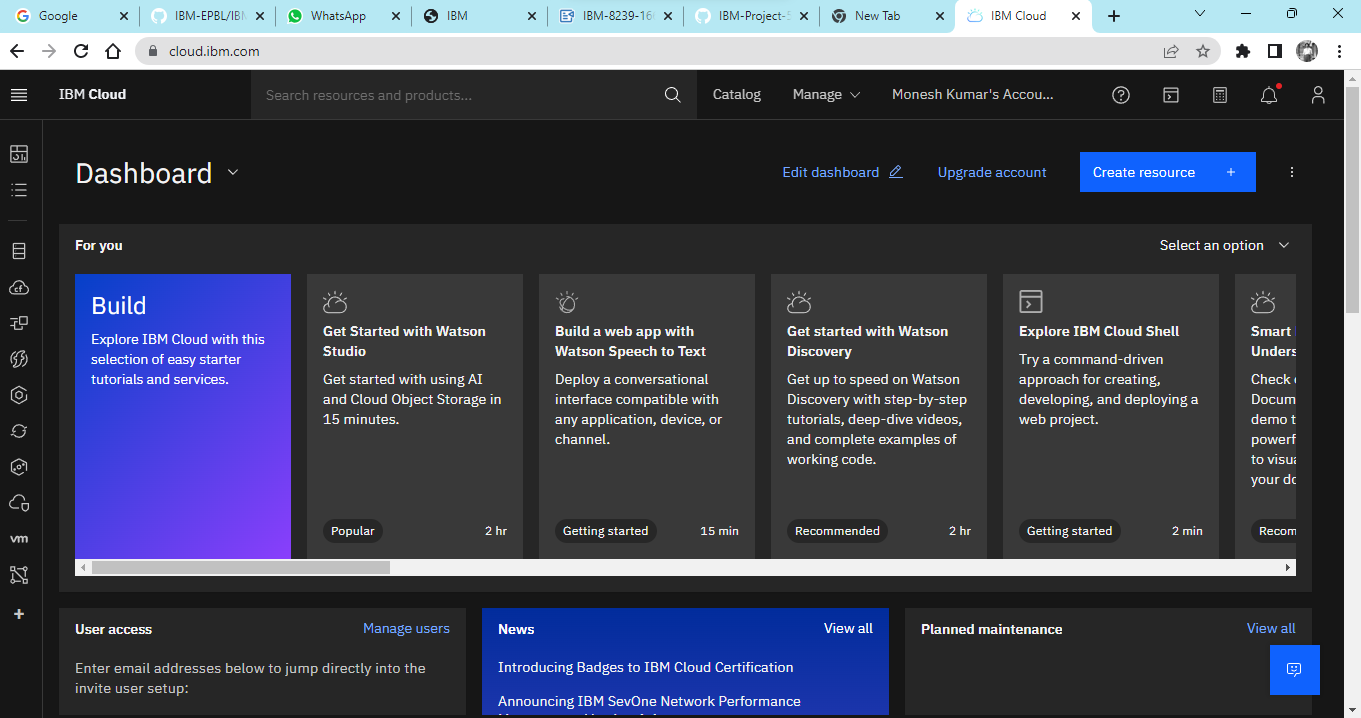 Google
IBM-EPBL/IBM
WhatsApp
IBM
IBM-8239-166
IBM-Project-5
New Tab
IBM Cloud
cloud.ibm.com
IBM Cloud
Search resources and products...
Catalog
Manage
Monesh Kumar's Accou...
Dashboard
Edit dashboard
Upgrade account
Create resource +
For you
Select an option
Build
Explore IBM Cloud with this
selection of easy starter
tutorials and services.
Get Started with Watson
Studio
Get started with using AI
and Cloud Object Storage in
15 minutes.
Popular
2 hr
Build a web app with
Watson Speech to Text
Deploy a conversational
interface compatible with
any application, device, or
channel.
Getting started
15 min
Get started with Watson
Discovery
Get up to speed on Watson
Discovery with step-by-step
tutorials, deep-dive videos,
and complete examples of
working code.
Recommended
2 hr
Explore IBM Cloud Shell
Try a command-driven
approach for creating,
developing, and deploying a
web project.
Getting started
2 min
Smart
Unders
Check
Docum
demo t
powerf
to visua
your do
Recom
vm
User access
Manage users
Enter email addresses below to jump directly into the
invite user setup:
News
View all
Introducing Badges to IBM Cloud Certification
Announcing IBM SevOne Network Performance
Planned maintenance
View all